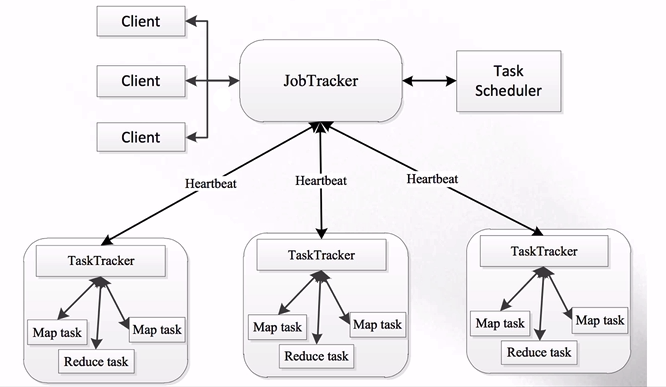 Client
Client
Client
JobTracker
Task
Scheduler
Heartbeat
Heartbeat
Heartbeat
TaskTracker
Map task
Map task
Reduce task
TaskTracker
Map task
Map task
Reduce task
TaskTracker
Map task
Map task
Reduce task